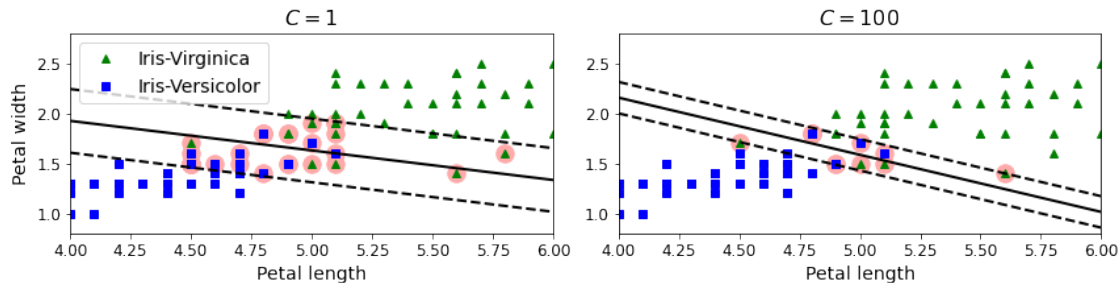 C = 1
Iris-Virginica
Iris-Versicolor
Petal width
2.5
2.0
1.5
1.0
4.00 4.25 4.50 4.75 5.00 5.25 5.50 5.75 6.00
Petal length
C = 100
2.5
2.0
1.5
1.0
4.00 4.25 4.50 4.75 5.00 5.25 5.50 5.75 6.00
Petal length